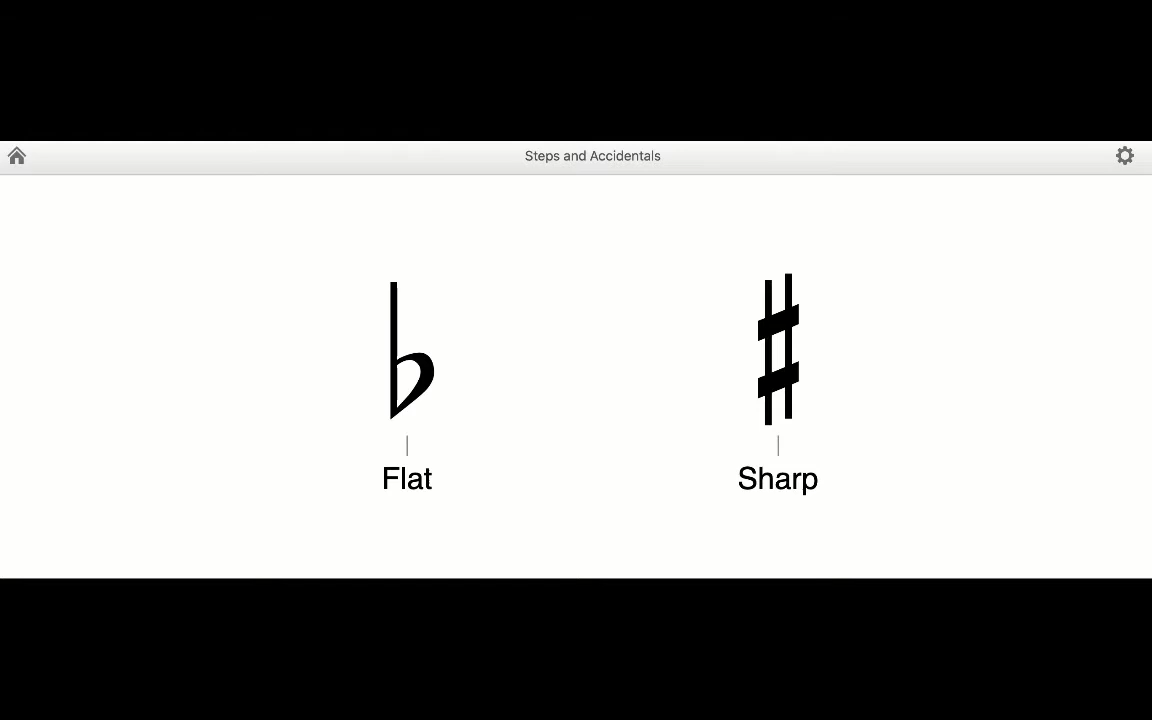 Steps and Accidentals
♭ ♯
Flat Sharp